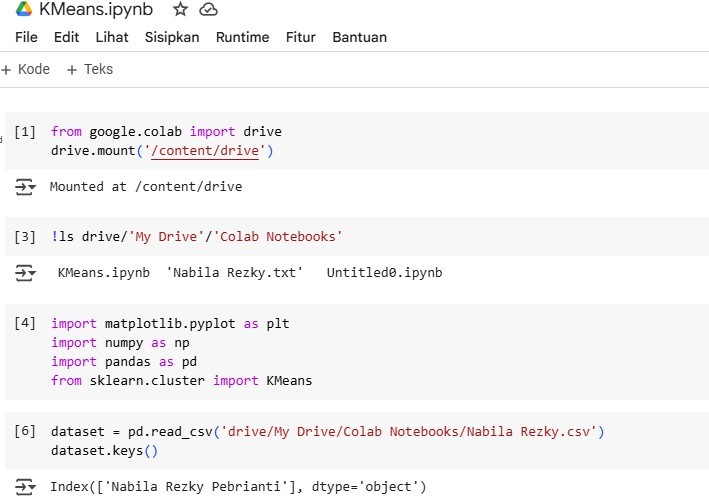 KMeans.ipynb
File Edit Lihat Sisipkan Runtime Fitur Bantuan
+ Kode + Teks
[1] from google.colab import drive
drive.mount('/content/drive')
Mounted at /content/drive
[3] !ls drive/'My Drive'/'Colab Notebooks'
KMeans.ipynb 'Nabila Rezky.txt' Untitled0.ipynb
[4] import matplotlib.pyplot as plt
import numpy as np
import pandas as pd
from sklearn.cluster import KMeans
[6] dataset = pd.read_csv('drive/My Drive/Colab Notebooks/Nabila Rezky.csv')
dataset.keys()
Index(['Nabila Rezky Pebrianti'], dtype='object')